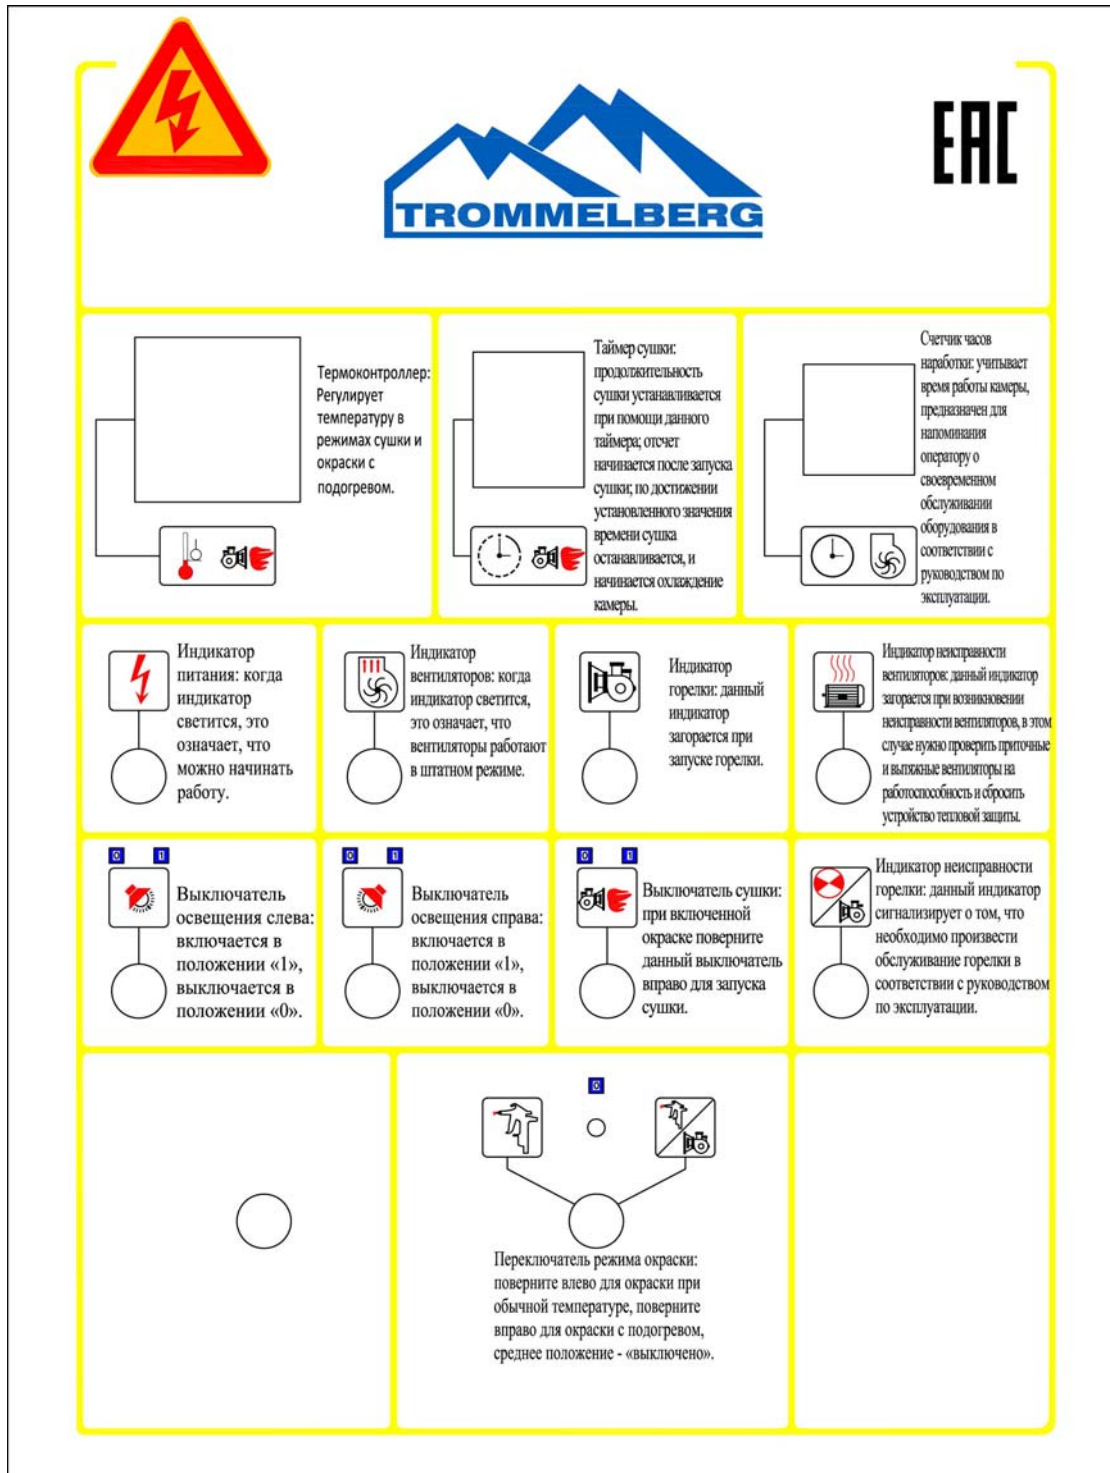 TROMMELBERG
EAC
Термоконтроллер:
Регулирует
температуру в
режимах сушки и
окраски с
подогревом.
Таймер сушки:
продолжительность
сушки устанавливается
при помощи данного
таймера; отсчет
начинается после запуска
сушки; по достижении
установленного значения
времени сушка
останавливается, и
начинается охлаждение
камеры.
Счетчик часов
наработки: учитывает
время работы камеры,
предназначен для
напоминания
оператору о
своевременном
обслуживании
оборудования в
соответствии с
руководством по
эксплуатации.
Индикатор
питания: когда
индикатор
светится, это
означает, что
можно начинать
работу.
Индикатор
вентиляторов: когда
индикатор светится,
это означает, что
вентиляторы работают
в штатном режиме.
Индикатор
горелки: данный
индикатор
загорается при
запуске горелки.
Индикатор неисправности
вентиляторов: данный индикатор
загорается при возникновении
неисправности вентиляторов, в этом
случае нужно проверить приточные
и вытяжные вентиляторы на
работоспособность и сбросить
устройство тепловой защиты.
0 1
Выключатель
освещения слева:
включается в
положении «1»,
выключается в
положении «0».
0 1
Выключатель
освещения справа:
включается в
положении «1»,
выключается в
положении «0».
0 1
Выключатель сушки:
при включенной
окраске поверните
данный выключатель
вправо для запуска
сушки.
Индикатор неисправности
горелки: данный индикатор
сигнализирует о том, что
необходимо произвести
обслуживание горелки в
соответствии с руководством
по эксплуатации.
0
Переключатель режима окраски:
поверните влево для окраски при
обычной температуре, поверните
вправо для окраски с подогревом,
среднее положение - «выключено».